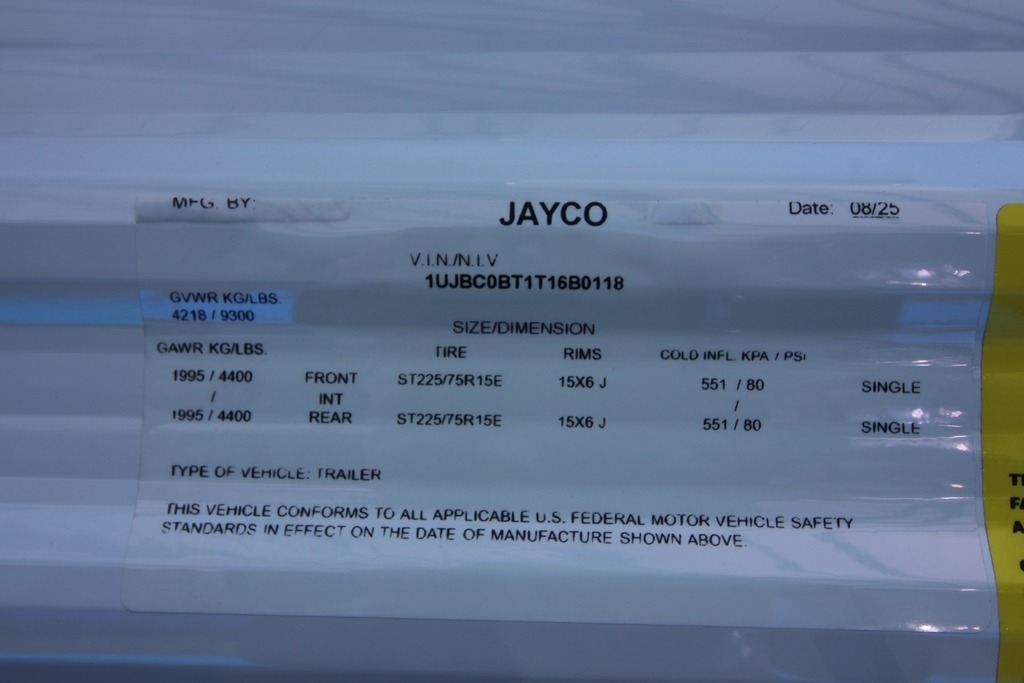 MFG. BY: JAYCO Date: 08/25
V.I.N./N.I.V
1UJBC0BT1T16B0118
GVWR KG/LBS.
4218 / 9300
SIZE/DIMENSION
GAWR KG/LBS. TIRE RIMS COLD INFL. KPA / PSI
1995 / 4400 FRONT ST225/75R15E 15X6 J 551 / 80 SINGLE
/ INT /
1995 / 4400 REAR ST225/75R15E 15X6 J 551 / 80 SINGLE
TYPE OF VEHICLE: TRAILER
THIS VEHICLE CONFORMS TO ALL APPLICABLE U.S. FEDERAL MOTOR VEHICLE SAFETY
STANDARDS IN EFFECT ON THE DATE OF MANUFACTURE SHOWN ABOVE.